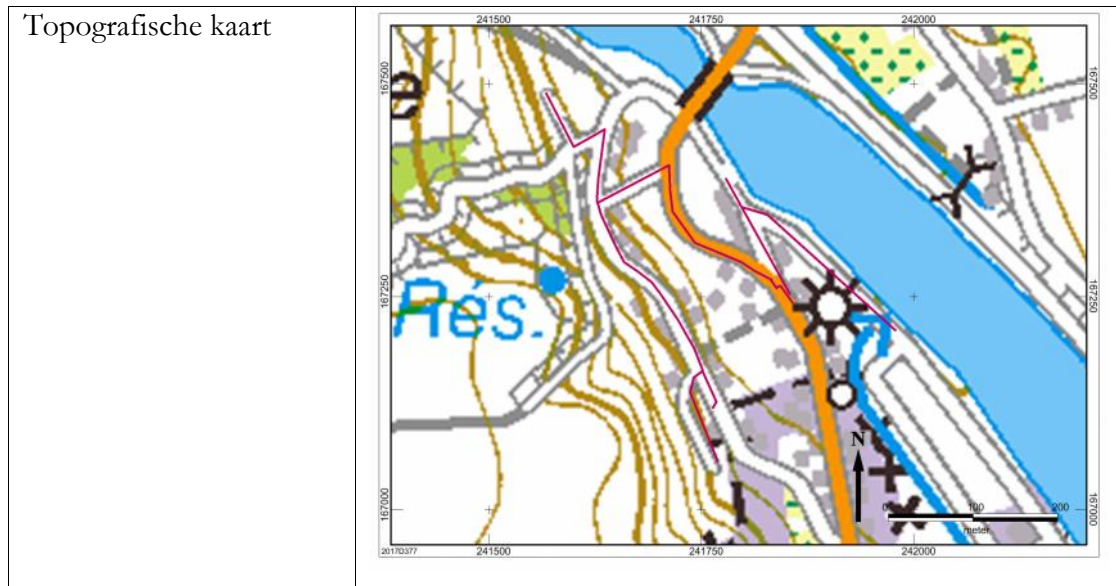 Topografische kaart
241500 241750 242000
167500 167500
e
Rés.
167250 167250
N
0 100 200
meter
167000 167000
20170377
241500 241750 242000